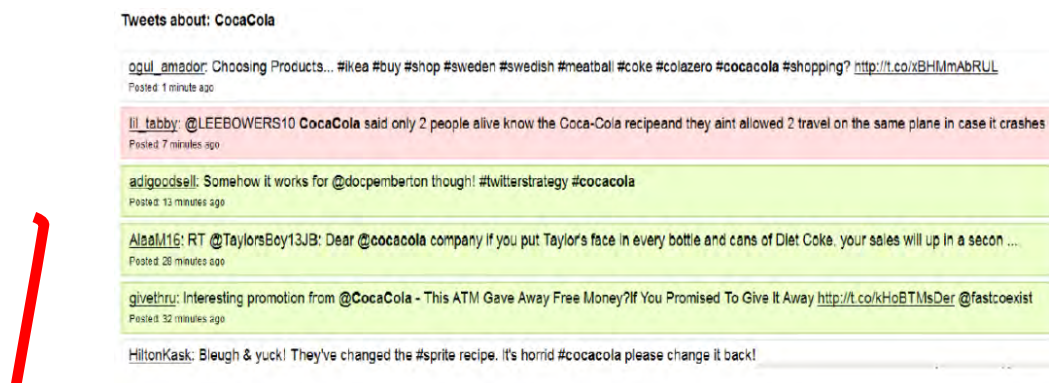 Tweets about: CocaCola
ogul_amador: Choosing Products... #ikea #buy #shop #sweden #swedish #meatball #coke #colazero #cocacola #shopping? http://t.co/xBHMmAbRUL
Posted: 1 minute ago
lil_tabby: @LEEBOWERS10 CocaCola said only 2 people alive know the Coca-Cola recipeand they aint allowed 2 travel on the same plane in case it crashes
Posted: 7 minutes ago
adigoodsell: Somehow it works for @docpemberton though! #twitterstrategy #cocacola
Posted: 13 minutes ago
AlaaM16: RT @TaylorsBoy13JB: Dear @cocacola company if you put Taylor's face in every bottle and cans of Diet Coke, your sales will up in a secon ...
Posted: 28 minutes ago
givethru: Interesting promotion from @CocaCola - This ATM Gave Away Free Money?If You Promised To Give It Away http://t.co/kHoBTMsDer @fastcoexist
Posted: 32 minutes ago
HiltonKask: Bleugh & yuck! They've changed the #sprite recipe. It's horrid #cocacola please change it back!